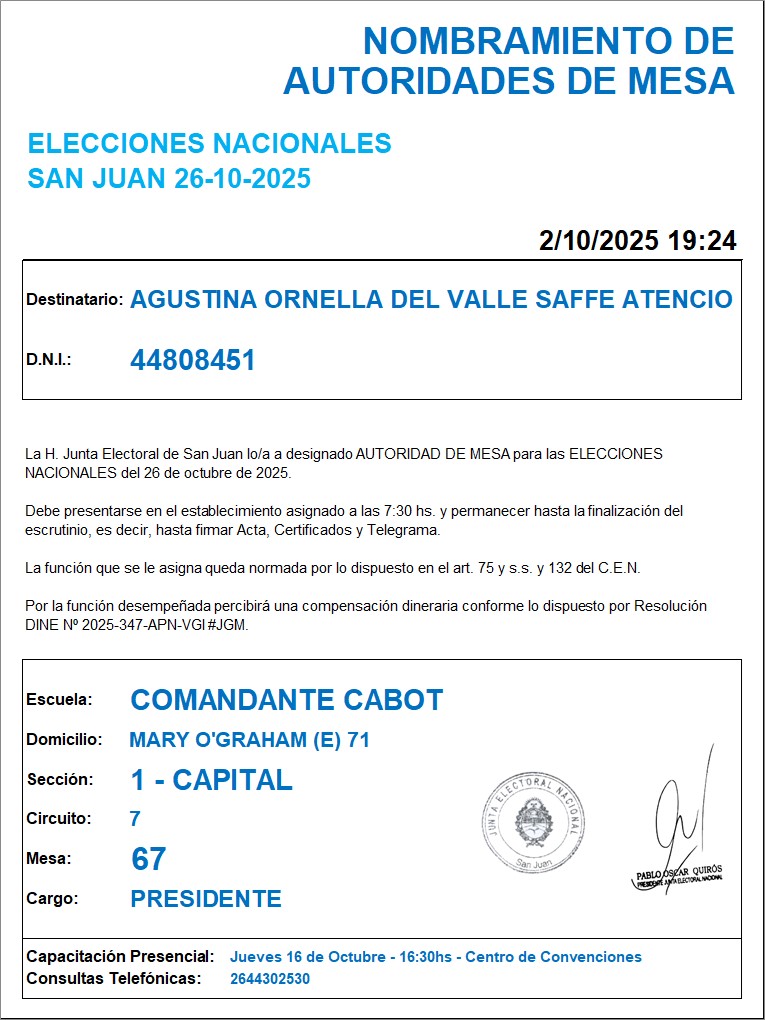 NOMBRAMIENTO DE
AUTORIDADES DE MESA
ELECCIONES NACIONALES
SAN JUAN 26-10-2025
2/10/2025 19:24
Destinatario: AGUSTINA ORNELLA DEL VALLE SAFFE ATENCIO
D.N.I.: 44808451
La H. Junta Electoral de San Juan lo/a a designado AUTORIDAD DE MESA para las ELECCIONES
NACIONALES del 26 de octubre de 2025.
Debe presentarse en el establecimiento asignado a las 7:30 hs. y permanecer hasta la finalización del
escrutinio, es decir, hasta firmar Acta, Certificados y Telegrama.
La función que se le asigna queda normada por lo dispuesto en el art. 75 y s.s. y 132 del C.E.N.
Por la función desempeñada percibirá una compensación dineraria conforme lo dispuesto por Resolución
DINE Nº 2025-347-APN-VGI#JGM.
Escuela: COMANDANTE CABOT
Domicilio: MARY O'GRAHAM (E) 71
Sección: 1 - CAPITAL
Circuito: 7
Mesa: 67
Cargo: PRESIDENTE
JUNTA ELECTORAL NACIONAL
San Juan
PABLO OSCAR QUIRÓS
PRESIDENTE JUNTA ELECTORAL NACIONAL
Capacitación Presencial: Jueves 16 de Octubre - 16:30hs - Centro de Convenciones
Consultas Telefónicas: 2644302530